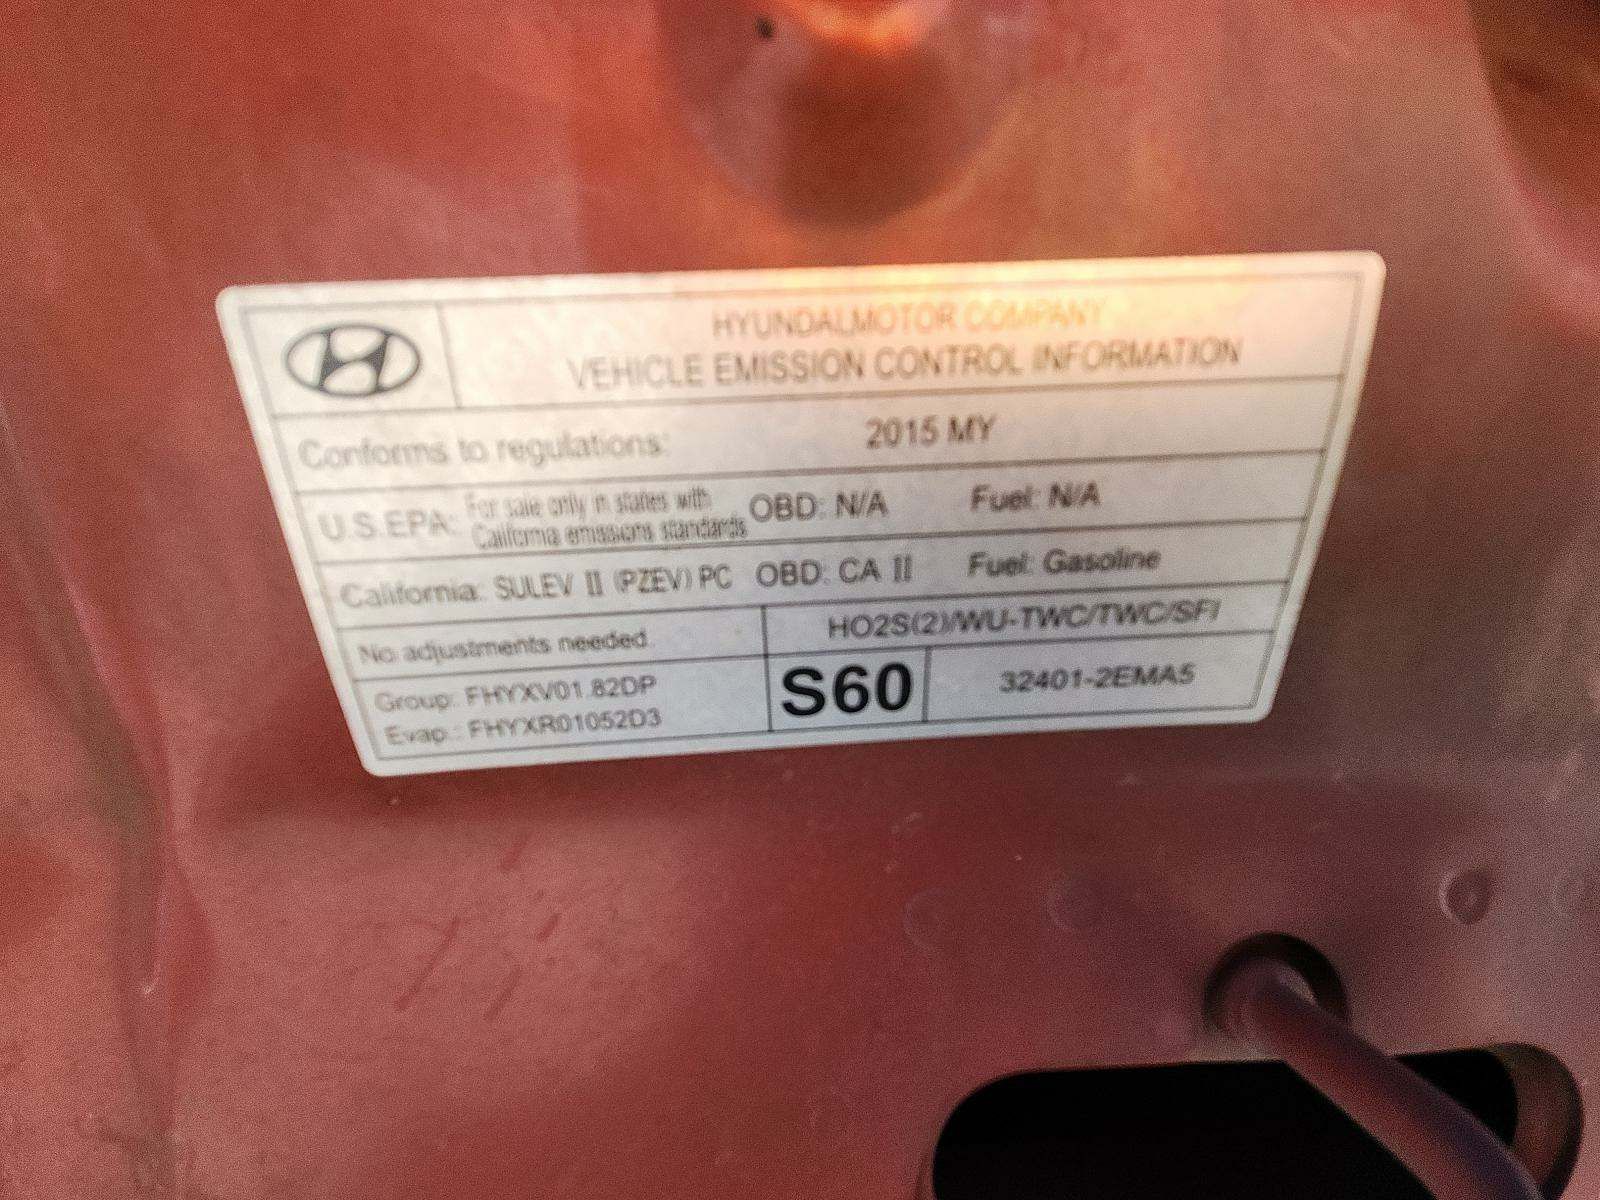 HYUNDAI MOTOR COMPANY
VEHICLE EMISSION CONTROL INFORMATION
Conforms to regulations: 2015 MY
U.S.EPA: For sale only in states with California emissions standards OBD: N/A Fuel: N/A
California: SULEV II (PZEV) PC OBD: CA II Fuel: Gasoline
No adjustments needed. HO2S(2)/WU-TWC/TWC/SFI
Group: FHYXV01.82DP
Evap.: FHYXR01052D3
S60
32401-2EMA5